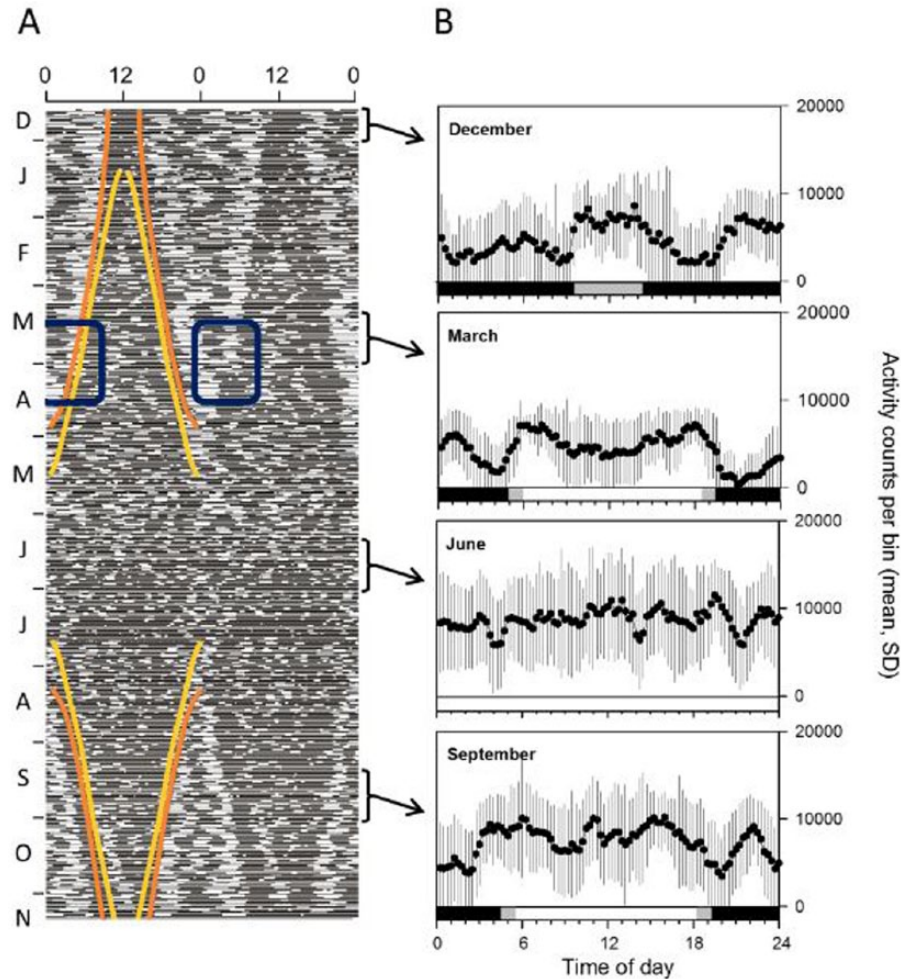 A
B
0 12 0 12 0
D
J
F
M
A
M
J
J
A
S
O
N
December
20000
10000
0
March
20000
10000
0
June
20000
10000
0
September
20000
10000
0
0 6 12 18 24
Time of day
Activity counts per bin (mean, SD)